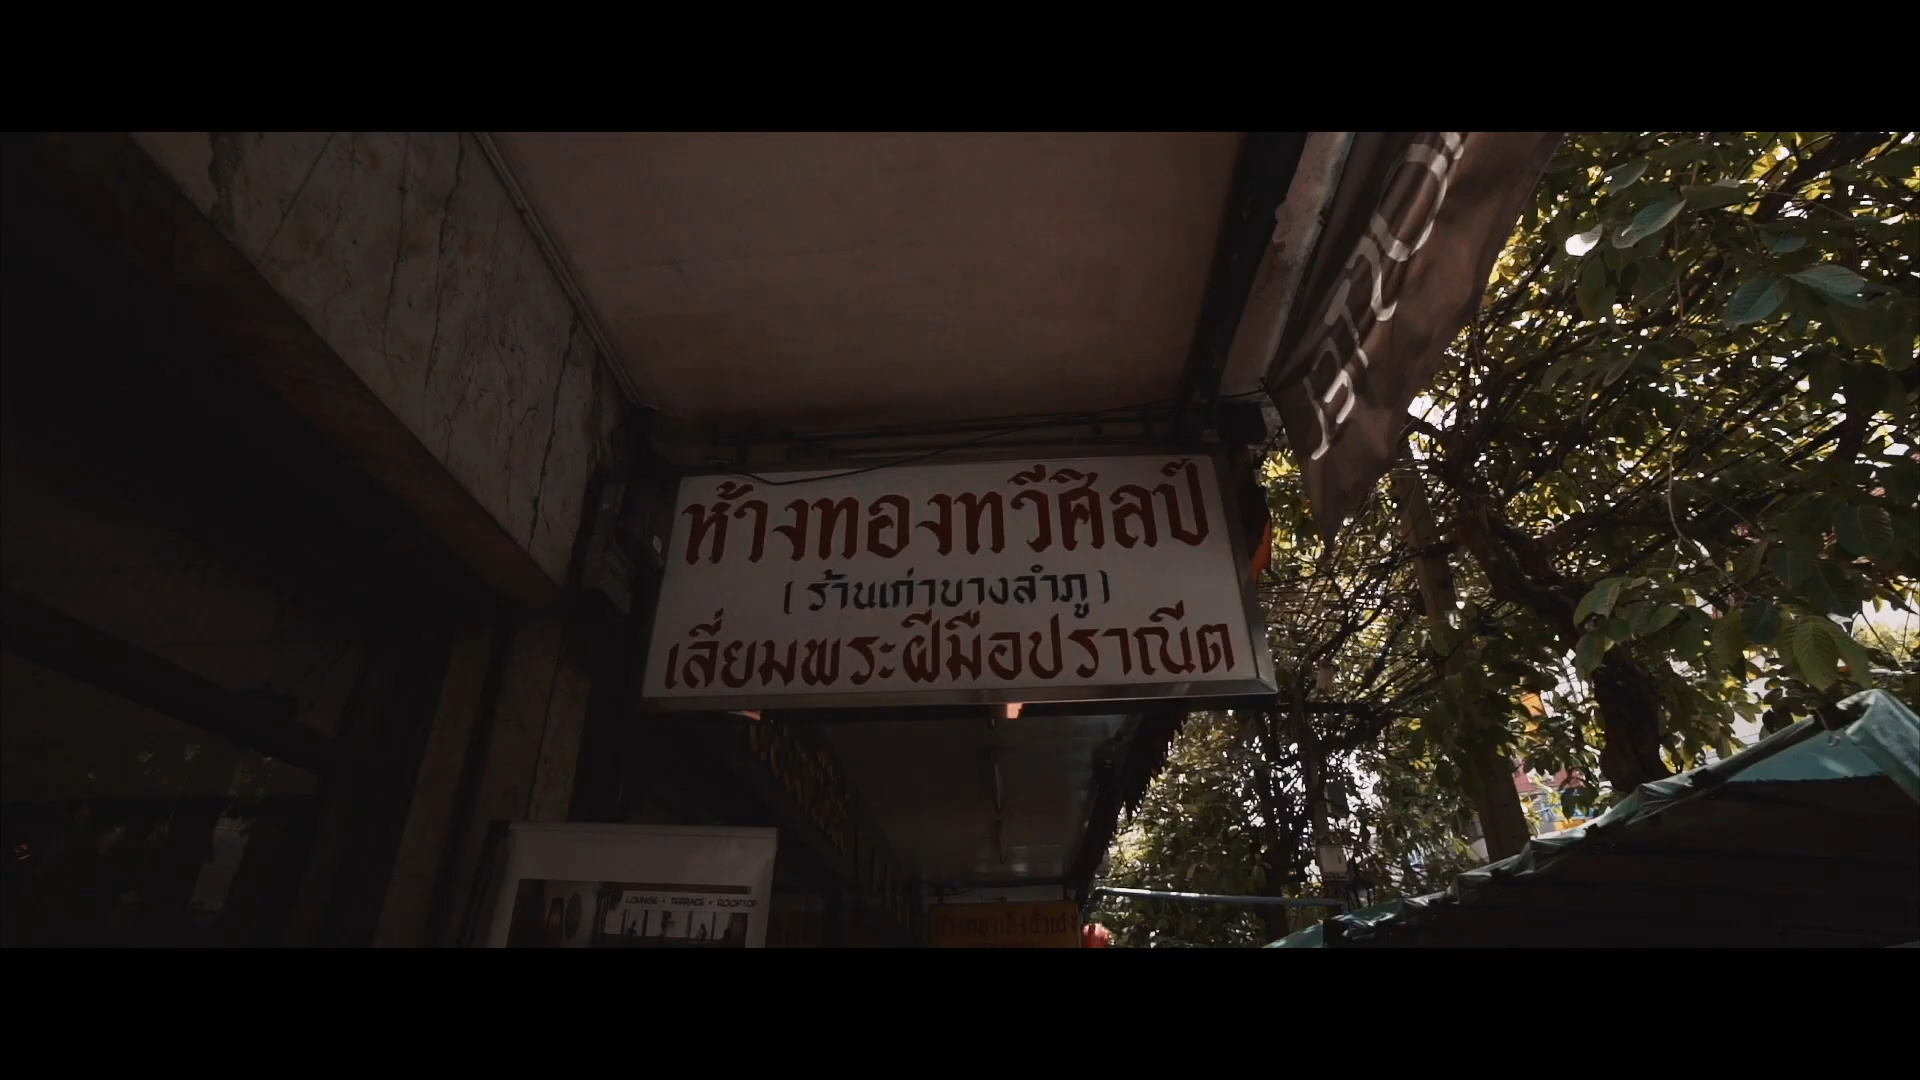 ห้างทองทวีศิลป์
(ร้านเก่าบางลำภู)
เลี่ยมพระฝีมือปราณีต
LOUNGE • TERRACE • ROOFTOP